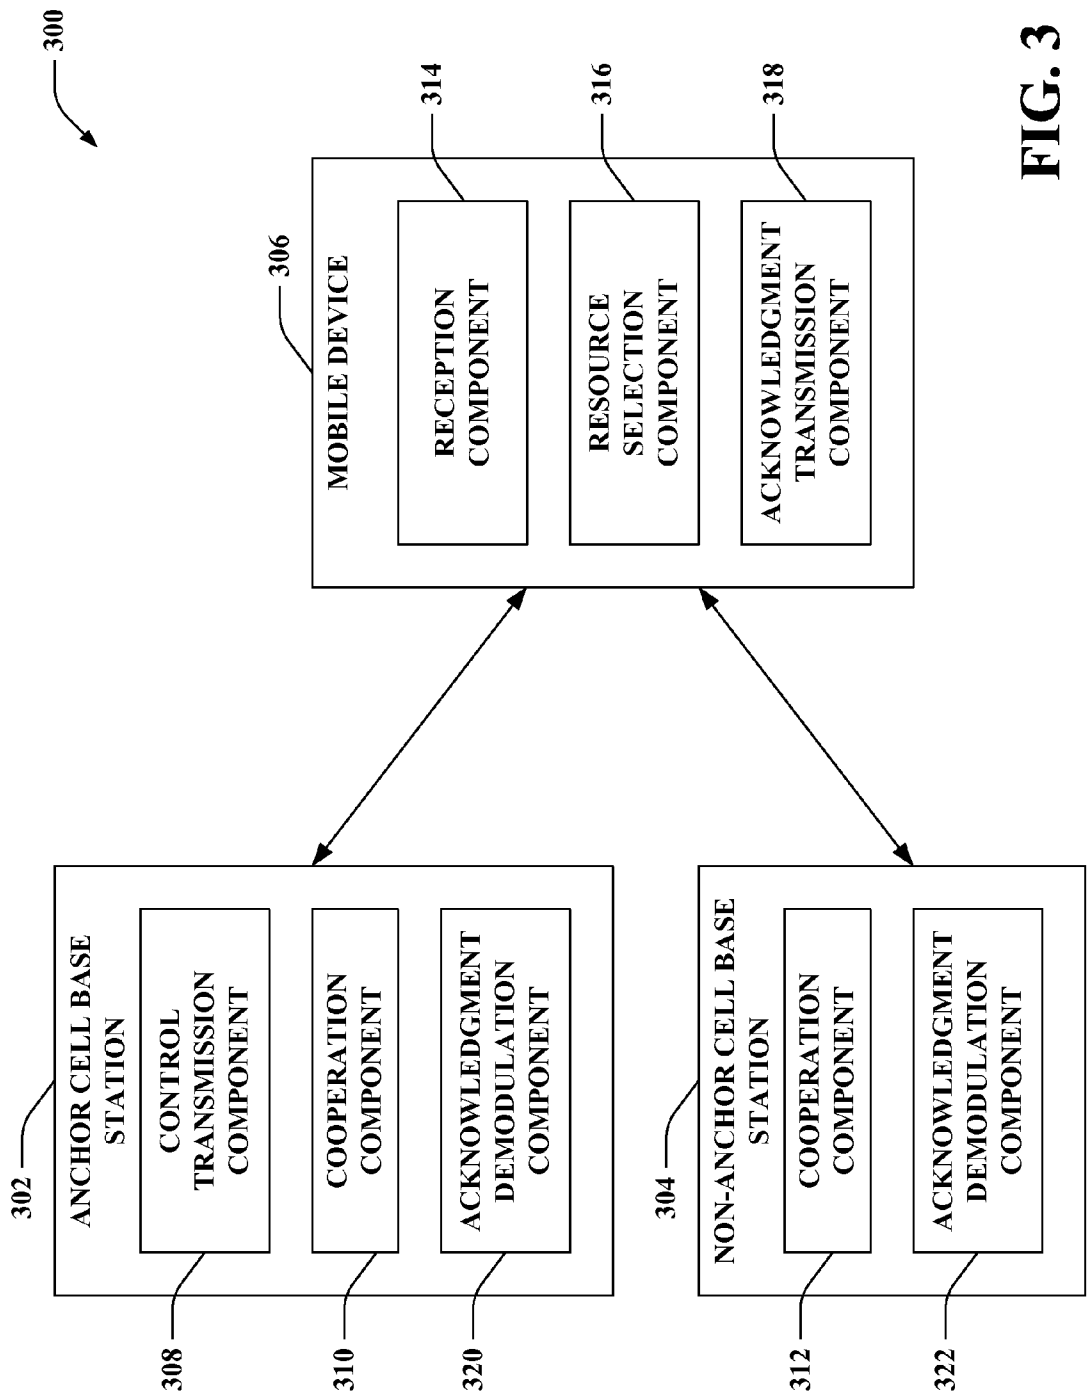 300
302
ANCHOR CELL BASE
STATION
308
CONTROL
TRANSMISSION
COMPONENT
310
COOPERATION
COMPONENT
320
ACKNOWLEDGMENT
DEMODULATION
COMPONENT
304
NON-ANCHOR CELL BASE
STATION
312
COOPERATION
COMPONENT
322
ACKNOWLEDGMENT
DEMODULATION
COMPONENT
306
MOBILE DEVICE
314
RECEPTION
COMPONENT
316
RESOURCE
SELECTION
COMPONENT
318
ACKNOWLEDGMENT
TRANSMISSION
COMPONENT
FIG. 3